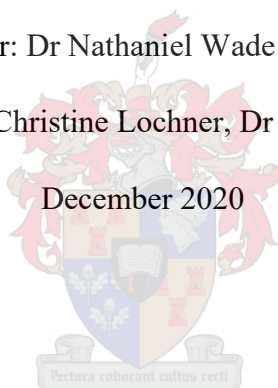 r: Dr Nathaniel Wade
Christine Lochner, Dr
December 2020
Pectora roborant cultus recti